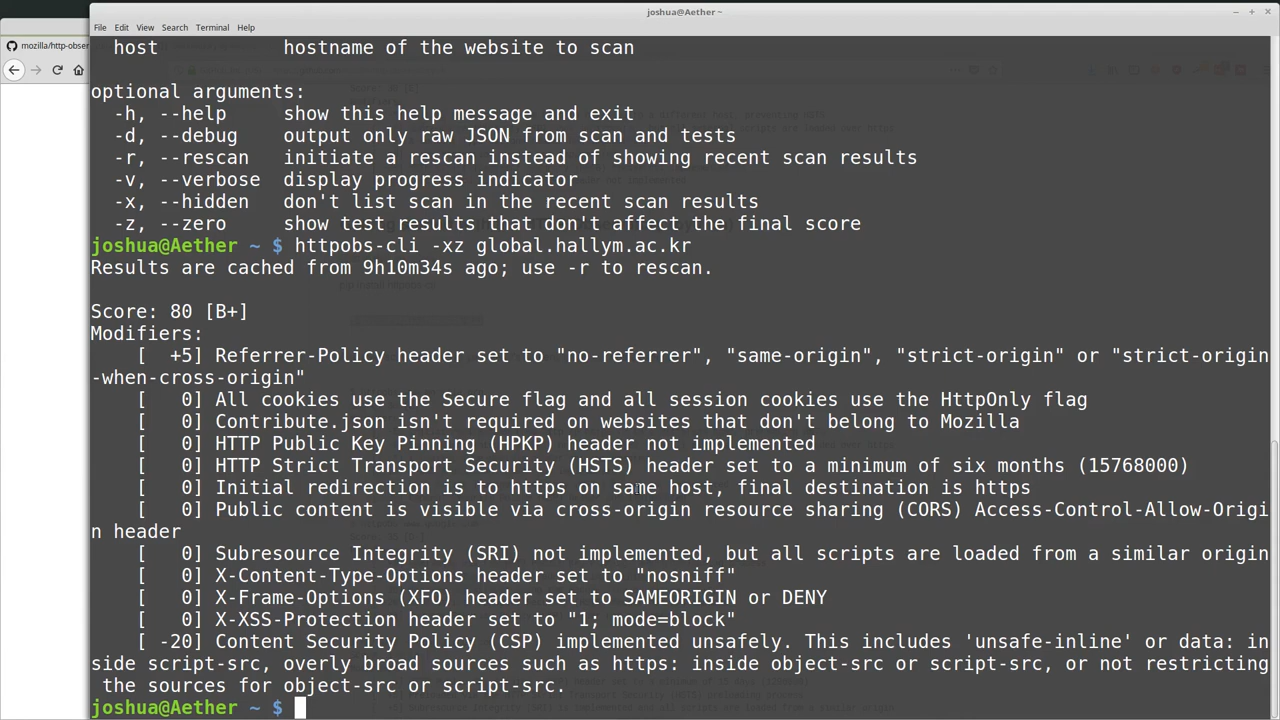 joshua@Aether ~
File Edit View Search Terminal Help
mozilla/http-obser
host hostname of the website to scan
optional arguments:
-h, --help show this help message and exit
-d, --debug output only raw JSON from scan and tests
-r, --rescan initiate a rescan instead of showing recent scan results
-v, --verbose display progress indicator
-x, --hidden don't list scan in the recent scan results
-z, --zero show test results that don't affect the final score
joshua@Aether ~ $ httpobs-cli -xz global.hallym.ac.kr
Results are cached from 9h10m34s ago; use -r to rescan.
Score: 80 [B+]
Modifiers:
[ +5] Referrer-Policy header set to "no-referrer", "same-origin", "strict-origin" or "strict-origin
-when-cross-origin"
[ 0] All cookies use the Secure flag and all session cookies use the HttpOnly flag
[ 0] Contribute.json isn't required on websites that don't belong to Mozilla
[ 0] HTTP Public Key Pinning (HPKP) header not implemented
[ 0] HTTP Strict Transport Security (HSTS) header set to a minimum of six months (15768000)
[ 0] Initial redirection is to https on same host, final destination is https
[ 0] Public content is visible via cross-origin resource sharing (CORS) Access-Control-Allow-Origi
n header
[ 0] Subresource Integrity (SRI) not implemented, but all scripts are loaded from a similar origin
[ 0] X-Content-Type-Options header set to "nosniff"
[ 0] X-Frame-Options (XFO) header set to SAMEORIGIN or DENY
[ 0] X-XSS-Protection header set to "1; mode=block"
[ -20] Content Security Policy (CSP) implemented unsafely. This includes 'unsafe-inline' or data: in
side script-src, overly broad sources such as https: inside object-src or script-src, or not restricting
the sources for object-src or script-src.
joshua@Aether ~ $